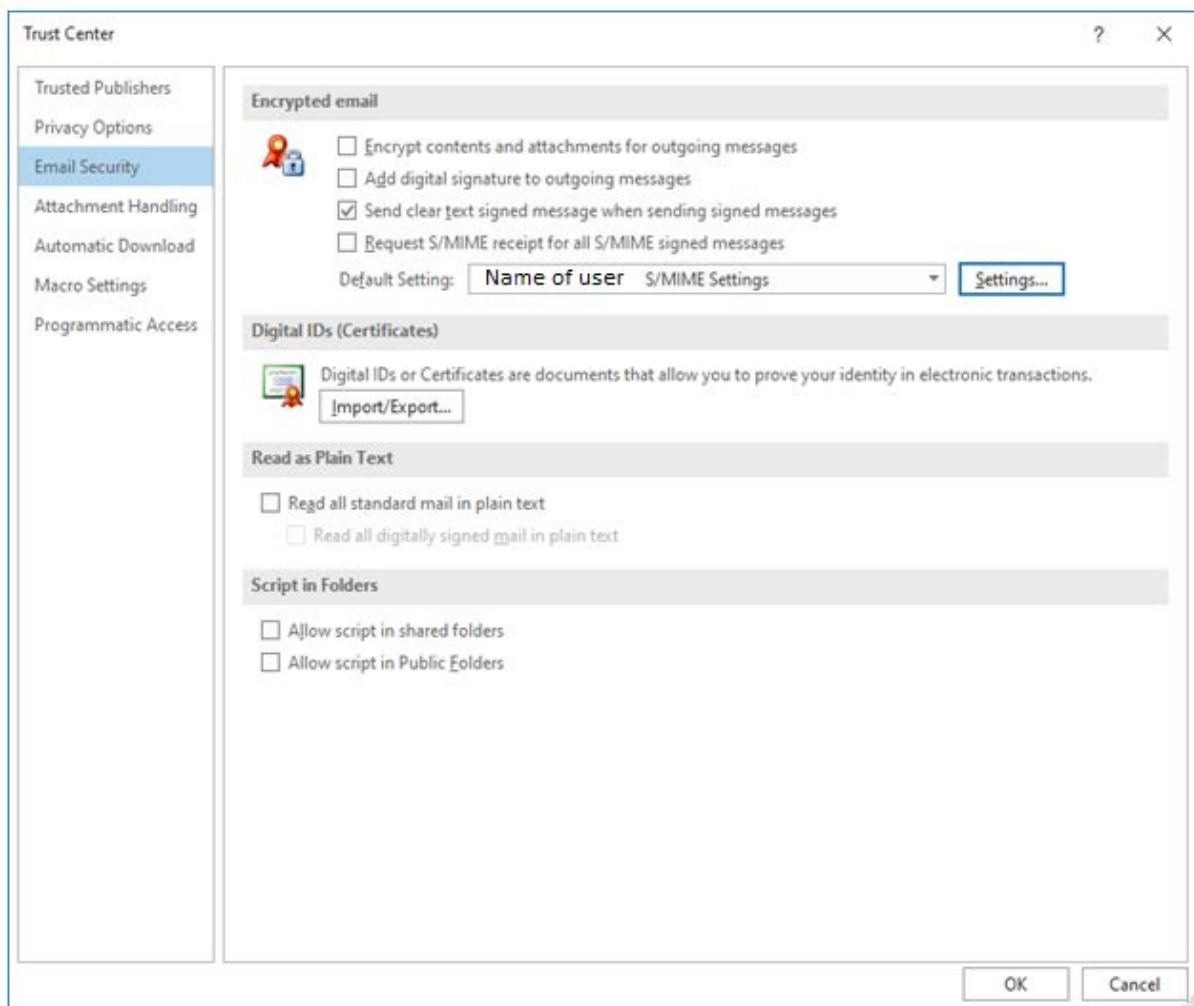 Trust Center
?
Trusted Publishers
Privacy Options
Email Security
Attachment Handling
Automatic Download
Macro Settings
Programmatic Access
Encrypted email
Encrypt contents and attachments for outgoing messages
Add digital signature to outgoing messages
Send clear text signed message when sending signed messages
Request S/MIME receipt for all S/MIME signed messages
Default Setting: Name of user S/MIME Settings Settings...
Digital IDs (Certificates)
Digital IDs or Certificates are documents that allow you to prove your identity in electronic transactions.
Import/Export...
Read as Plain Text
Read all standard mail in plain text
Read all digitally signed mail in plain text
Script in Folders
Allow script in shared folders
Allow script in Public Folders
OK Cancel